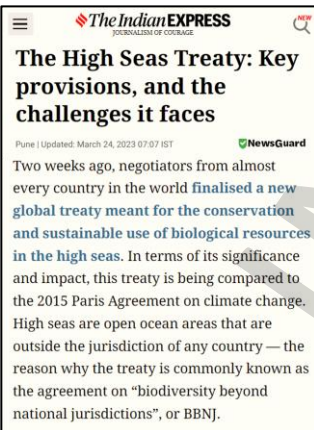 The Indian EXPRESS
JOURNALISM OF COURAGE
NEW
The High Seas Treaty: Key
provisions, and the
challenges it faces
Pune | Updated: March 24, 2023 07:07 IST
NewsGuard
Two weeks ago, negotiators from almost
every country in the world finalised a new
global treaty meant for the conservation
and sustainable use of biological resources
in the high seas. In terms of its significance
and impact, this treaty is being compared to
the 2015 Paris Agreement on climate change.
High seas are open ocean areas that are
outside the jurisdiction of any country — the
reason why the treaty is commonly known as
the agreement on “biodiversity beyond
national jurisdictions”, or BBNJ.